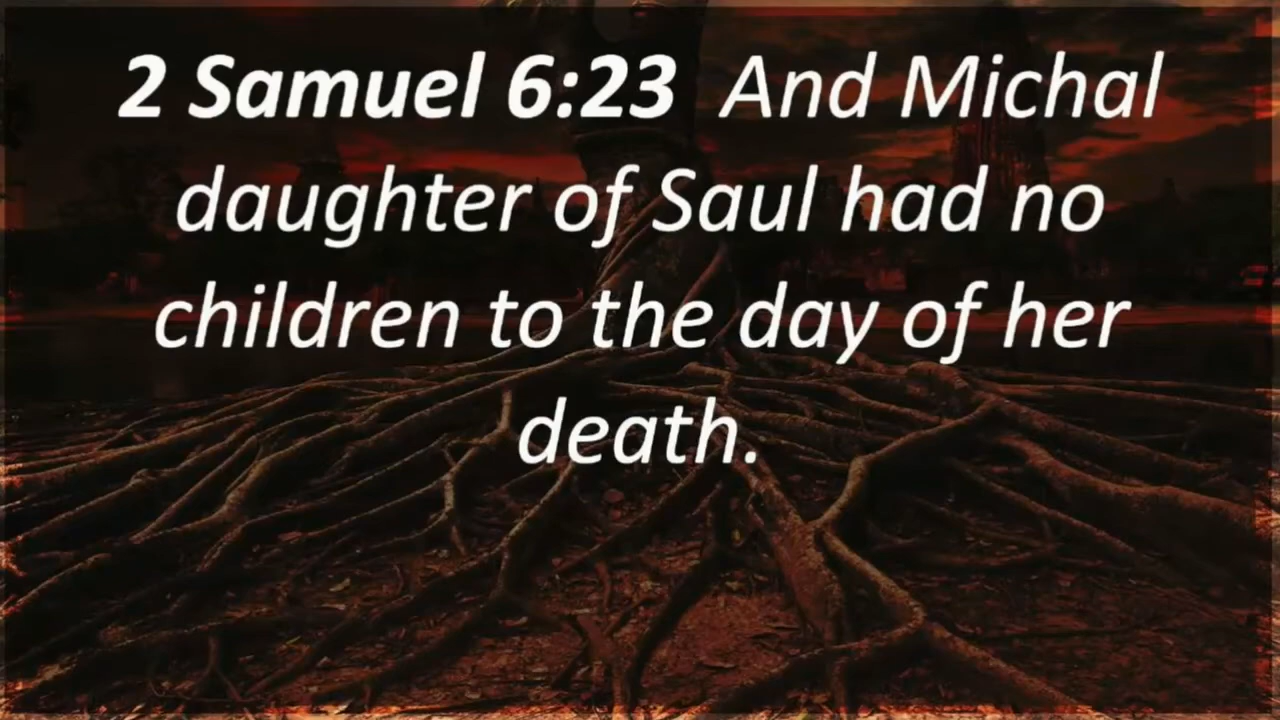 2 Samuel 6:23 And Michal
daughter of Saul had no
children to the day of her
death.